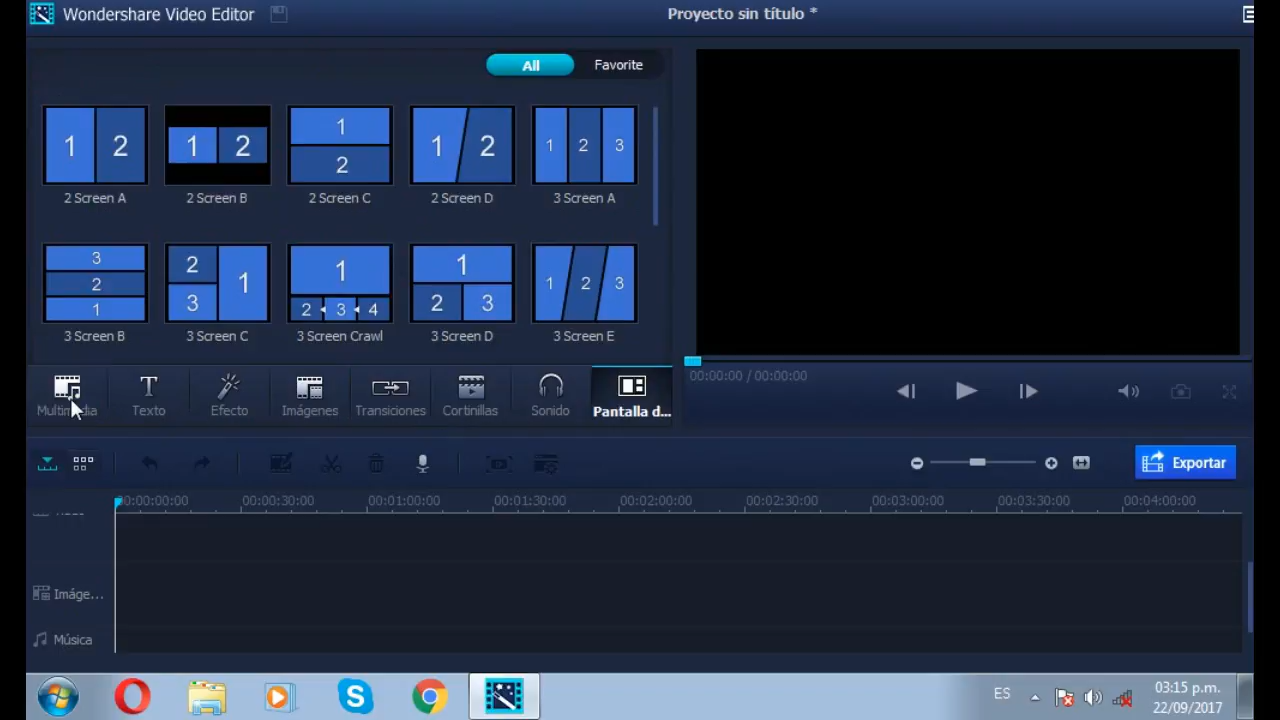 Wondershare Video Editor
Proyecto sin título *
All
Favorite
1 2
1 2
1
2
1 2
1 2 3
2 Screen A
2 Screen B
2 Screen C
2 Screen D
3 Screen A
3
2
1
2
3
1
1
2 3 4
1
2 3
1 2 3
3 Screen B
3 Screen C
3 Screen Crawl
3 Screen D
3 Screen E
Texto
Efecto
Imágenes
Transiciones
Cortinillas
Sonido
Pantalla d...
00:00:00 / 00:00:00
Exportar
00:00:00:00
00:00:30:00
00:01:00:00
00:01:30:00
00:02:00:00
00:02:30:00
00:03:00:00
00:03:30:00
00:04:00:00
Imáge...
Música
ES
03:15 p.m.
22/09/2017